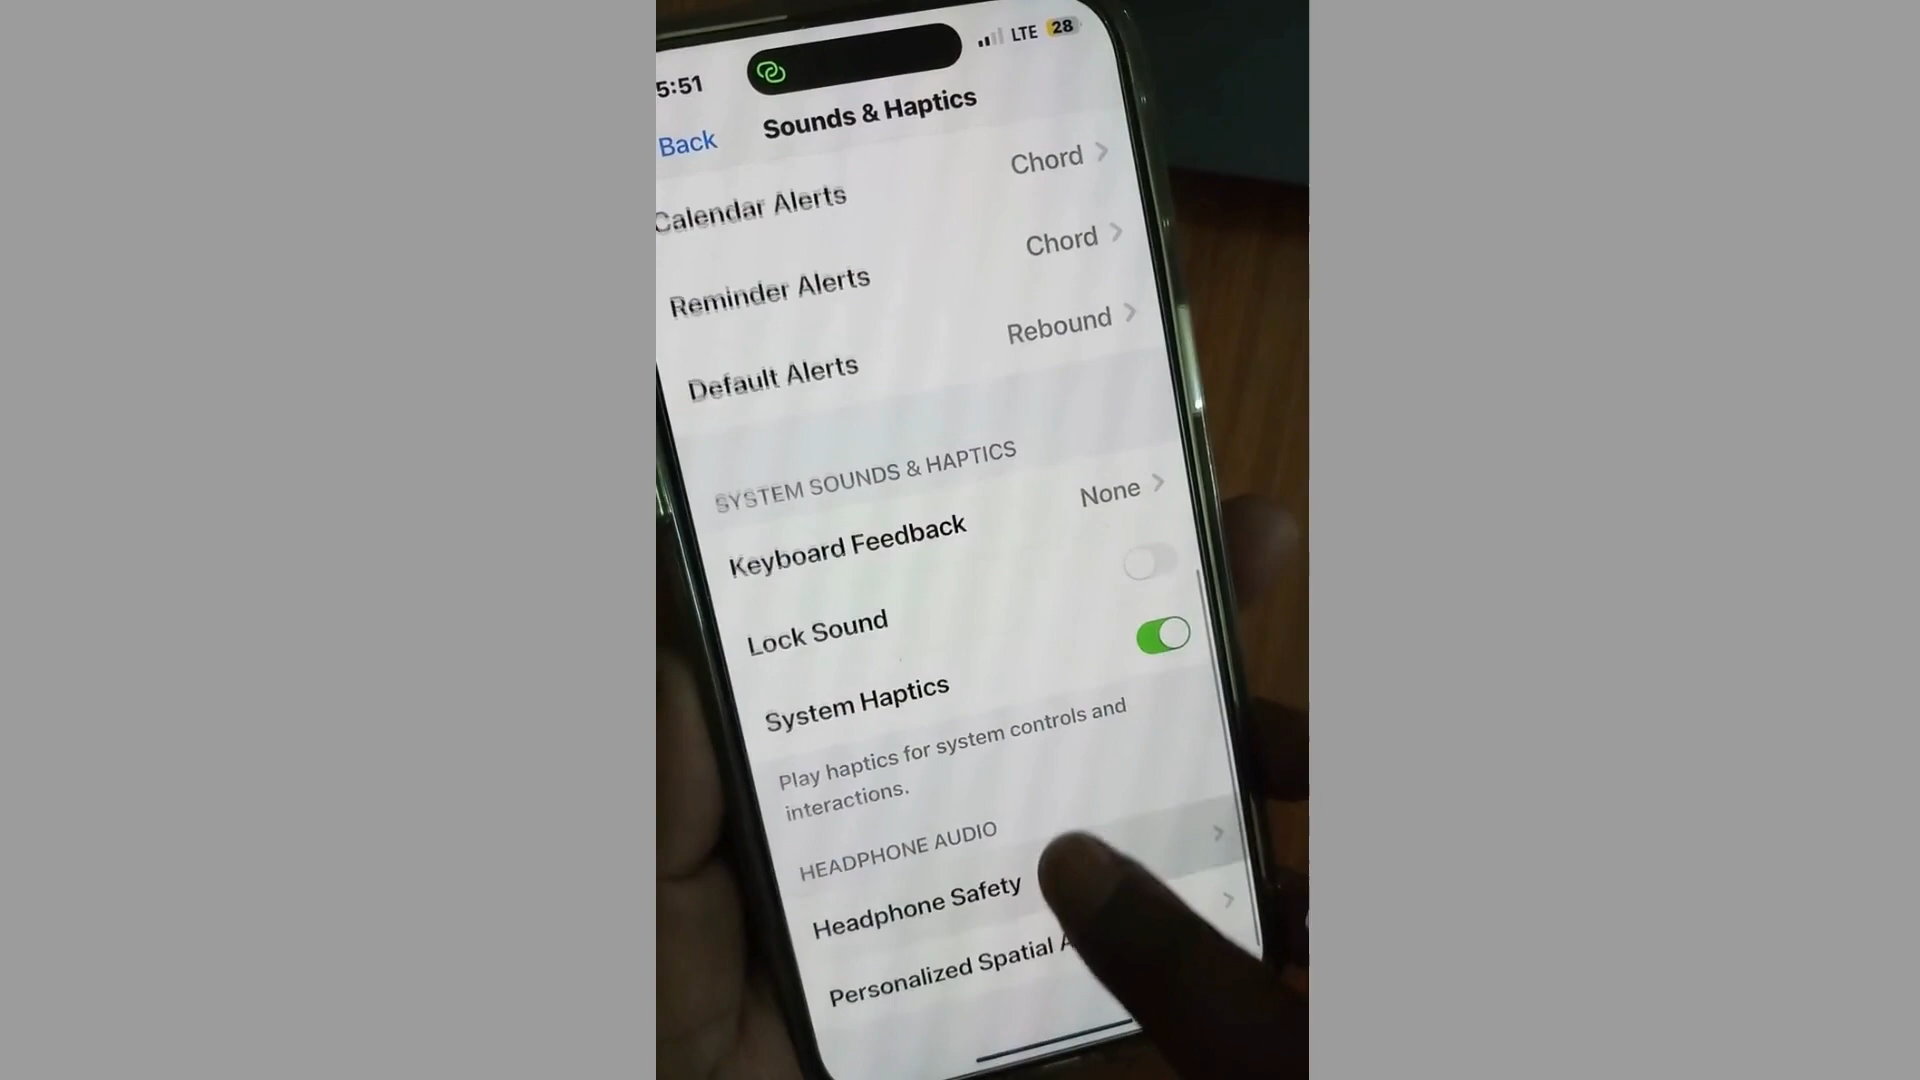 5:51
LTE 28
Back
Sounds & Haptics
Calendar Alerts Chord
Reminder Alerts Chord
Default Alerts Rebound
SYSTEM SOUNDS & HAPTICS
Keyboard Feedback None
Lock Sound
System Haptics
Play haptics for system controls and
interactions.
HEADPHONE AUDIO
Headphone Safety
Personalized Spatial